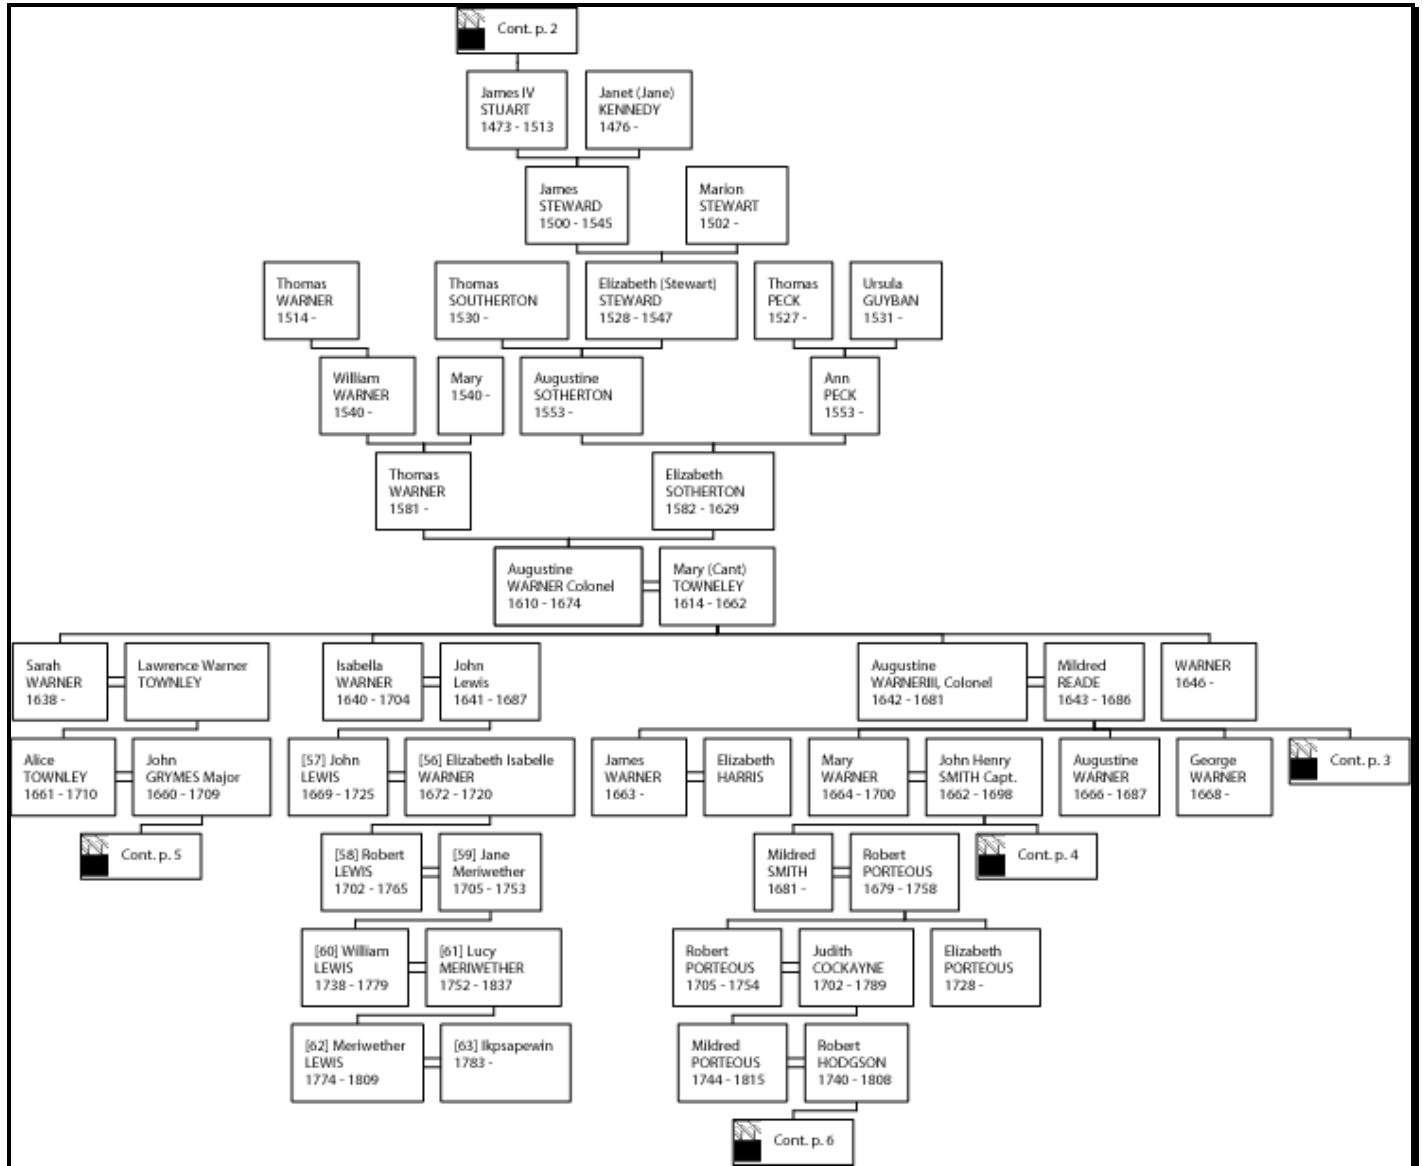 Cont. p. 2
James IV
STUART
1473 - 1513
Janet (Jane)
KENNEDY
1476 -
James
STEWARD
1500 - 1545
Marion
STEWART
1502 -
Thomas
WARNER
1514 -
Thomas
SOUTHERTON
1530 -
Elizabeth (Stewart)
STEWARD
1528 - 1547
Thomas
PECK
1527 -
Ursula
GUYBAN
1531 -
William
WARNER
1540 -
Mary
1540 -
Augustine
SOTHERTON
1553 -
Ann
PECK
1553 -
Thomas
WARNER
1581 -
Elizabeth
SOTHERTON
1582 - 1629
Augustine
WARNER Colonel
1610 - 1674
Mary (Cant)
TOWNELEY
1614 - 1662
Sarah
WARNER
1638 -
Lawrence Warner
TOWNLEY
Isabella
WARNER
1640 - 1704
John
Lewis
1641 - 1687
Augustine
WARNERIII, Colonel
1642 - 1681
Mildred
READE
1643 - 1686
WARNER
1646 -
Alice
TOWNLEY
1661 - 1710
John
GRYMES Major
1660 - 1709
[57] John
LEWIS
1669 - 1725
[56] Elizabeth Isabelle
WARNER
1672 - 1720
James
WARNER
1663 -
Elizabeth
HARRIS
Mary
WARNER
1664 - 1700
John Henry
SMITH Capt.
1662 - 1698
Augustine
WARNER
1666 - 1687
George
WARNER
1668 -
Cont. p. 3
Cont. p. 5
[58] Robert
LEWIS
1702 - 1765
[59] Jane
Meriwether
1705 - 1753
Mildred
SMITH
1681 -
Robert
PORTEOUS
1679 - 1758
Cont. p. 4
[60] William
LEWIS
1738 - 1779
[61] Lucy
MERIWETHER
1752 - 1837
Robert
PORTEOUS
1705 - 1754
Judith
COCKAYNE
1702 - 1789
Elizabeth
PORTEOUS
1728 -
[62] Meriwether
LEWIS
1774 - 1809
[63] Ikpsapewin
1783 -
Mildred
PORTEOUS
1744 - 1815
Robert
HODGSON
1740 - 1808
Cont. p. 6